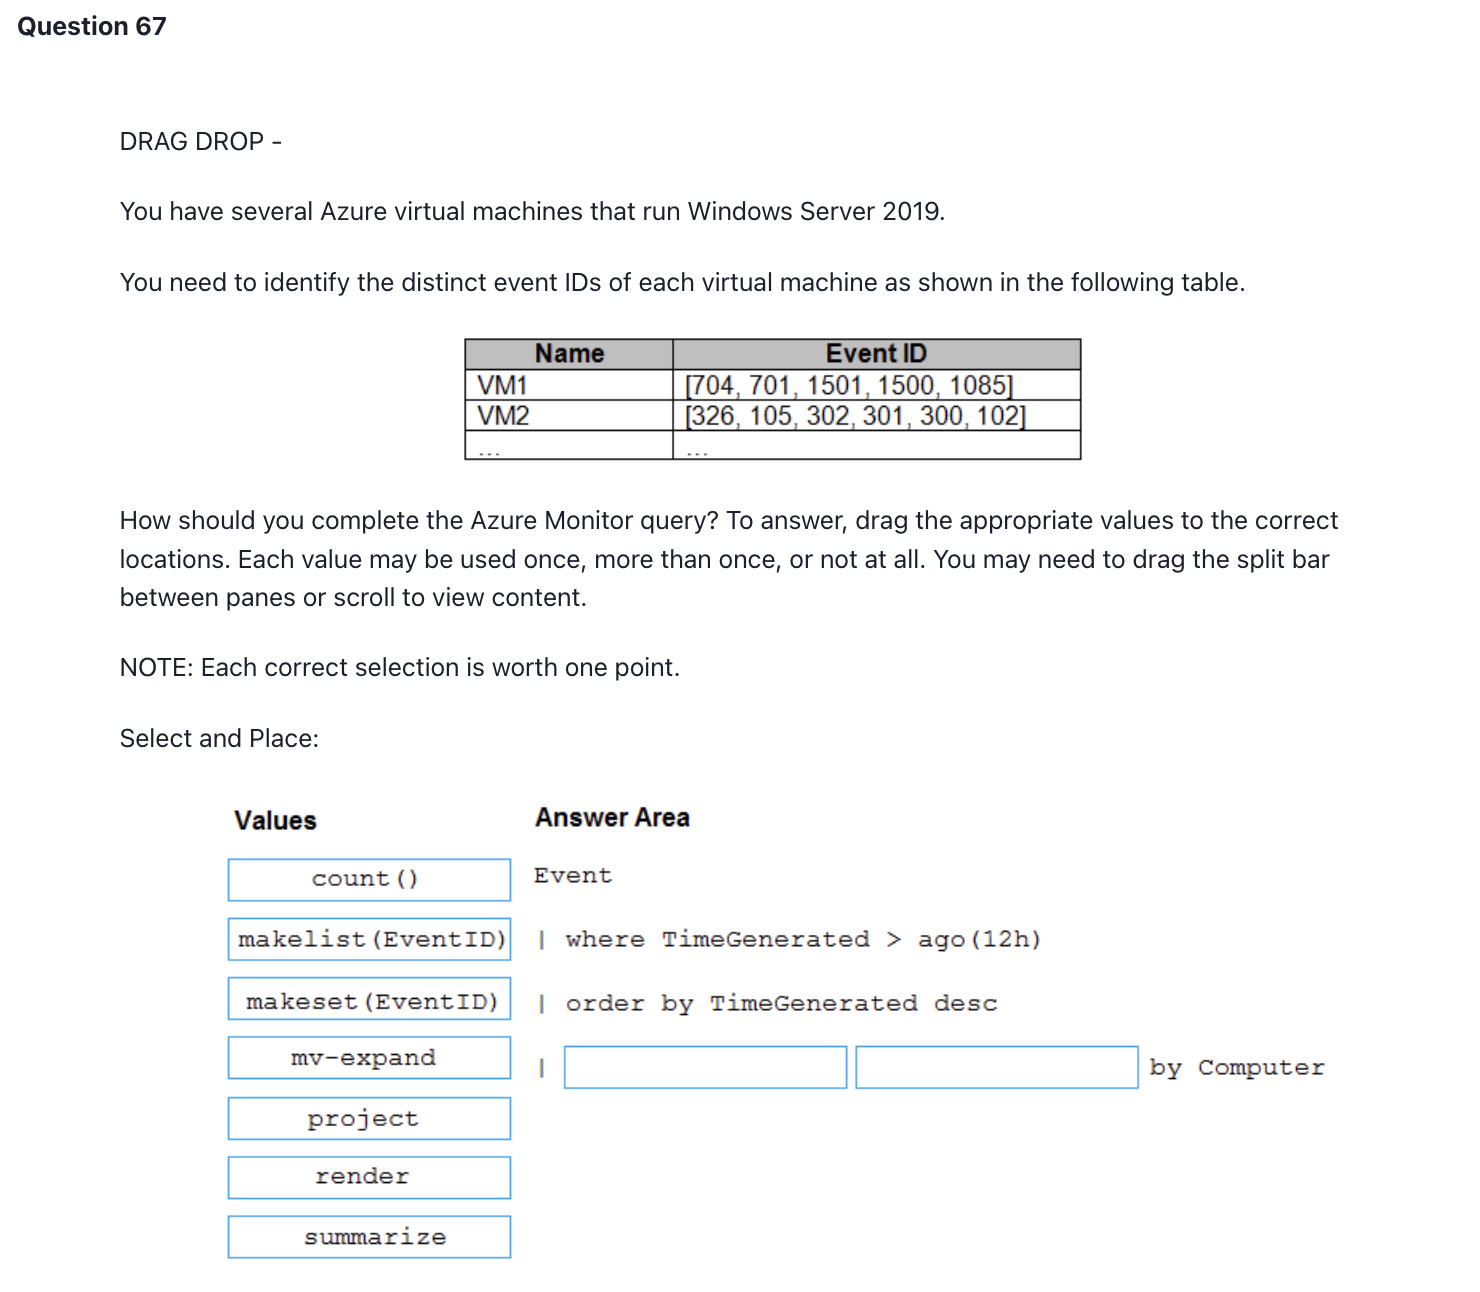 Question 67
DRAG DROP -
You have several Azure virtual machines that run Windows Server 2019.
You need to identify the distinct event IDs of each virtual machine as shown in the following table.
Name Event ID
VM1 [704, 701, 1501, 1500, 1085]
VM2 [326, 105, 302, 301, 300, 102]
... ...
How should you complete the Azure Monitor query? To answer, drag the appropriate values to the correct
locations. Each value may be used once, more than once, or not at all. You may need to drag the split bar
between panes or scroll to view content.
NOTE: Each correct selection is worth one point.
Select and Place:
Values
count()
makelist(EventID)
makeset(EventID)
mv-expand
project
render
summarize
Answer Area
Event
| where TimeGenerated > ago(12h)
| order by TimeGenerated desc
| by Computer